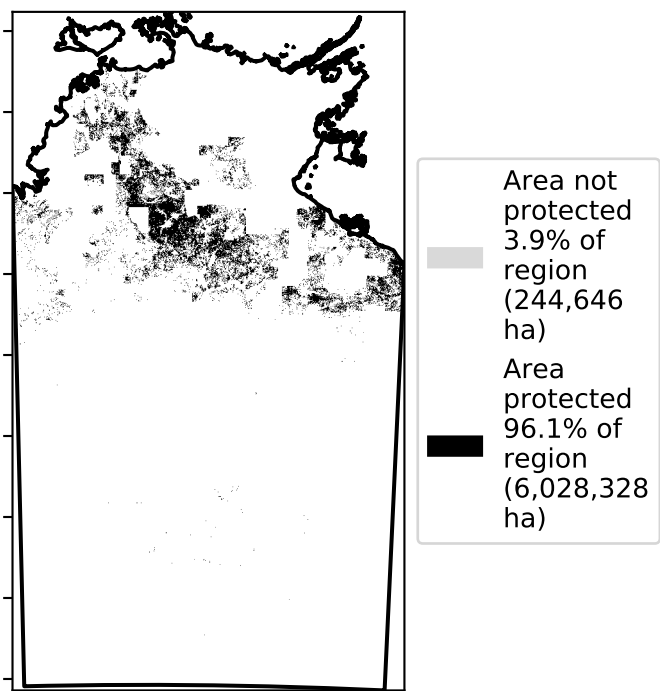 Area not
protected
3.9% of
region
(244,646
ha)
Area
protected
96.1% of
region
(6,028,328
ha)